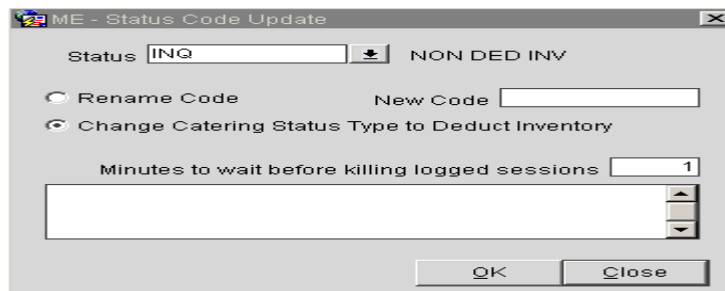 ME - Status Code Update
Status INQ NON DED INV
Rename Code New Code
Change Catering Status Type to Deduct Inventory
Minutes to wait before killing logged sessions 1
OK Close